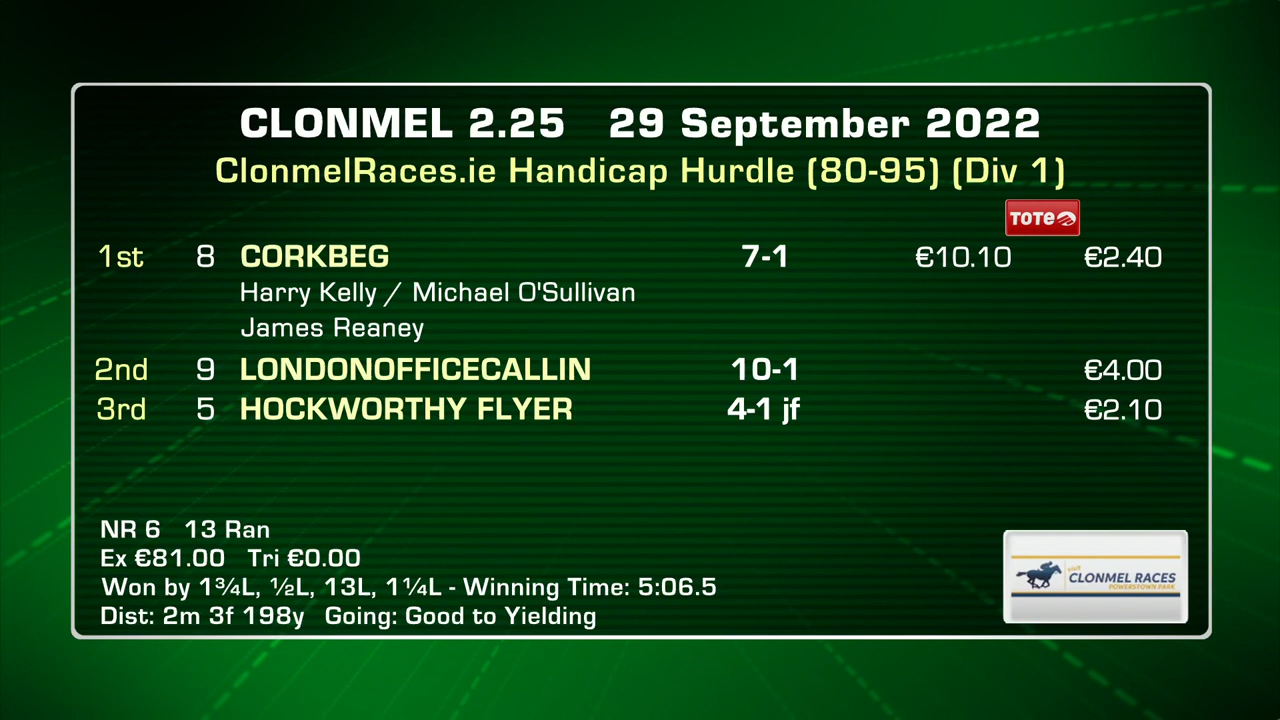 CLONMEL 2.25 29 September 2022
ClonmelRaces.ie Handicap Hurdle (80-95) (Div 1)
TOTE
1st 8 CORKBEG 7-1 €10.10 €2.40
Harry Kelly / Michael O'Sullivan
James Reaney
2nd 9 LONDONOFFICECALLIN 10-1 €4.00
3rd 5 HOCKWORTHY FLYER 4-1 jf €2.10
NR 6 13 Ran
Ex €81.00 Tri €0.00
Won by 1¾L, ½L, 13L, 1¼L - Winning Time: 5:06.5
Dist: 2m 3f 198y Going: Good to Yielding
visit
CLONMEL RACES
POWERSTOWN PARK